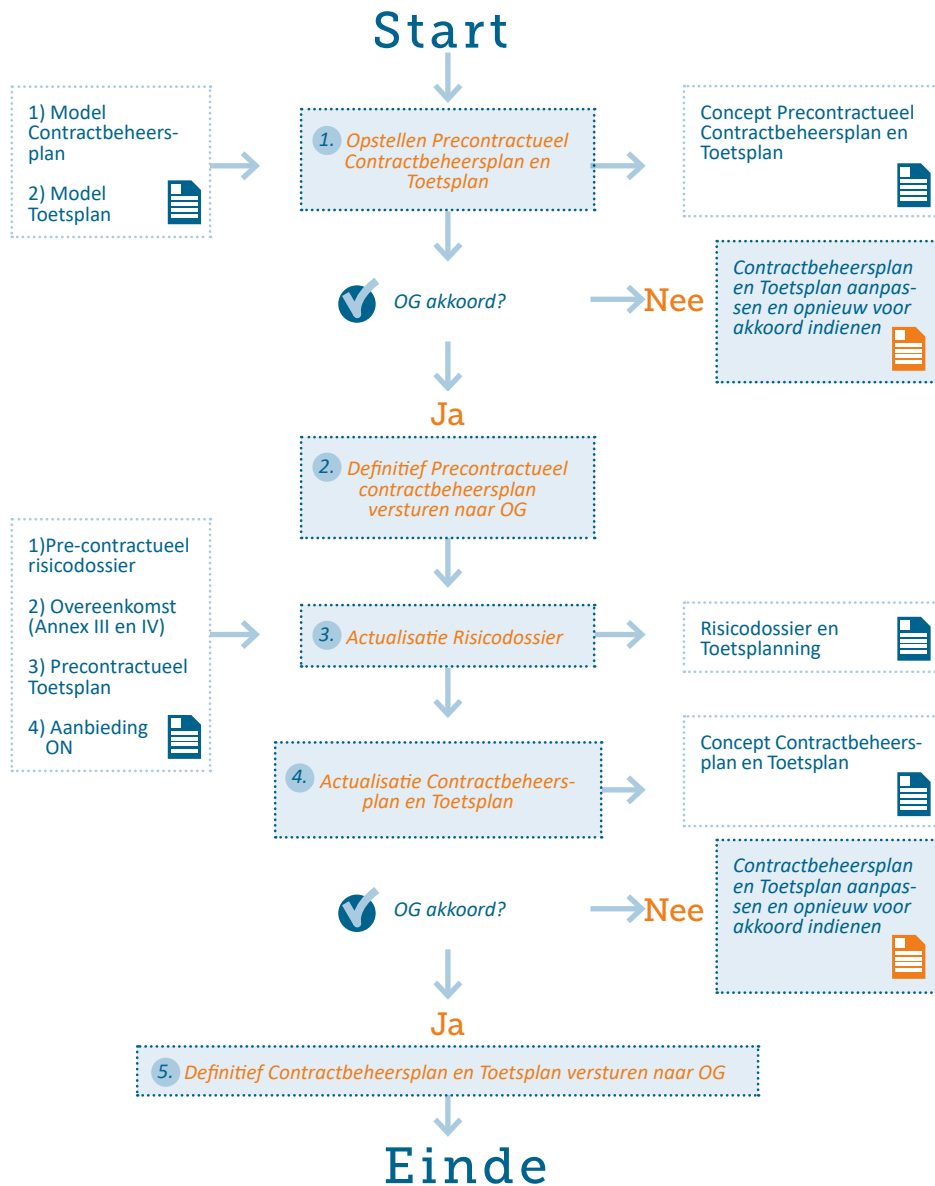 Start
1) Model
Contractbeheers-
plan
2) Model
Toetsplan
1. Opstellen Precontractueel
Contractbeheersplan en
Toetsplan
Concept Precontractueel
Contractbeheersplan en
Toetsplan
OG akkoord?
Nee
Contractbeheersplan
en Toetsplan aanpas-
sen en opnieuw voor
akkoord indienen
Ja
2. Definitief Precontractueel
contractbeheersplan
versturen naar OG
1)Pre-contractueel
risicodossier
2) Overeenkomst
(Annex III en IV)
3) Precontractueel
Toetsplan
4) Aanbieding
ON
3. Actualisatie Risicodossier
Risicodossier en
Toetsplanning
4. Actualisatie Contractbeheers-
plan en Toetsplan
Concept Contractbeheers-
plan en Toetsplan
OG akkoord?
Nee
Contractbeheersplan
en Toetsplan aanpas-
sen en opnieuw voor
akkoord indienen
Ja
5. Definitief Contractbeheersplan en Toetsplan versturen naar OG
Einde